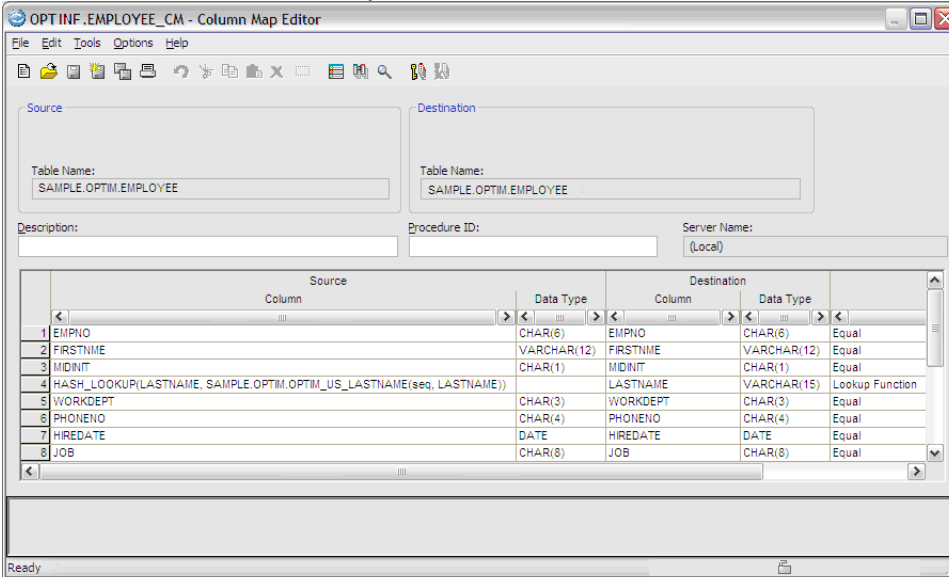 OPTINF.EMPLOYEE_CM - Column Map Editor
File Edit Tools Options Help
Source
Destination
Table Name:
Table Name:
SAMPLE.OPTIM.EMPLOYEE
SAMPLE.OPTIM.EMPLOYEE
Description:
Procedure ID:
Server Name:
(Local)
Source Destination
Column Data Type Column Data Type
1 EMPNO CHAR(6) EMPNO CHAR(6) Equal
2 FIRSTNME VARCHAR(12) FIRSTNME VARCHAR(12) Equal
3 MIDINIT CHAR(1) MIDINIT CHAR(1) Equal
4 HASH_LOOKUP(LASTNAME, SAMPLE.OPTIM.OPTIM_US_LASTNAME(seq, LASTNAME)) LASTNAME VARCHAR(15) Lookup Function
5 WORKDEPT CHAR(3) WORKDEPT CHAR(3) Equal
6 PHONENO CHAR(4) PHONENO CHAR(4) Equal
7 HIREDATE DATE HIREDATE DATE Equal
8 JOB CHAR(8) JOB CHAR(8) Equal
Ready